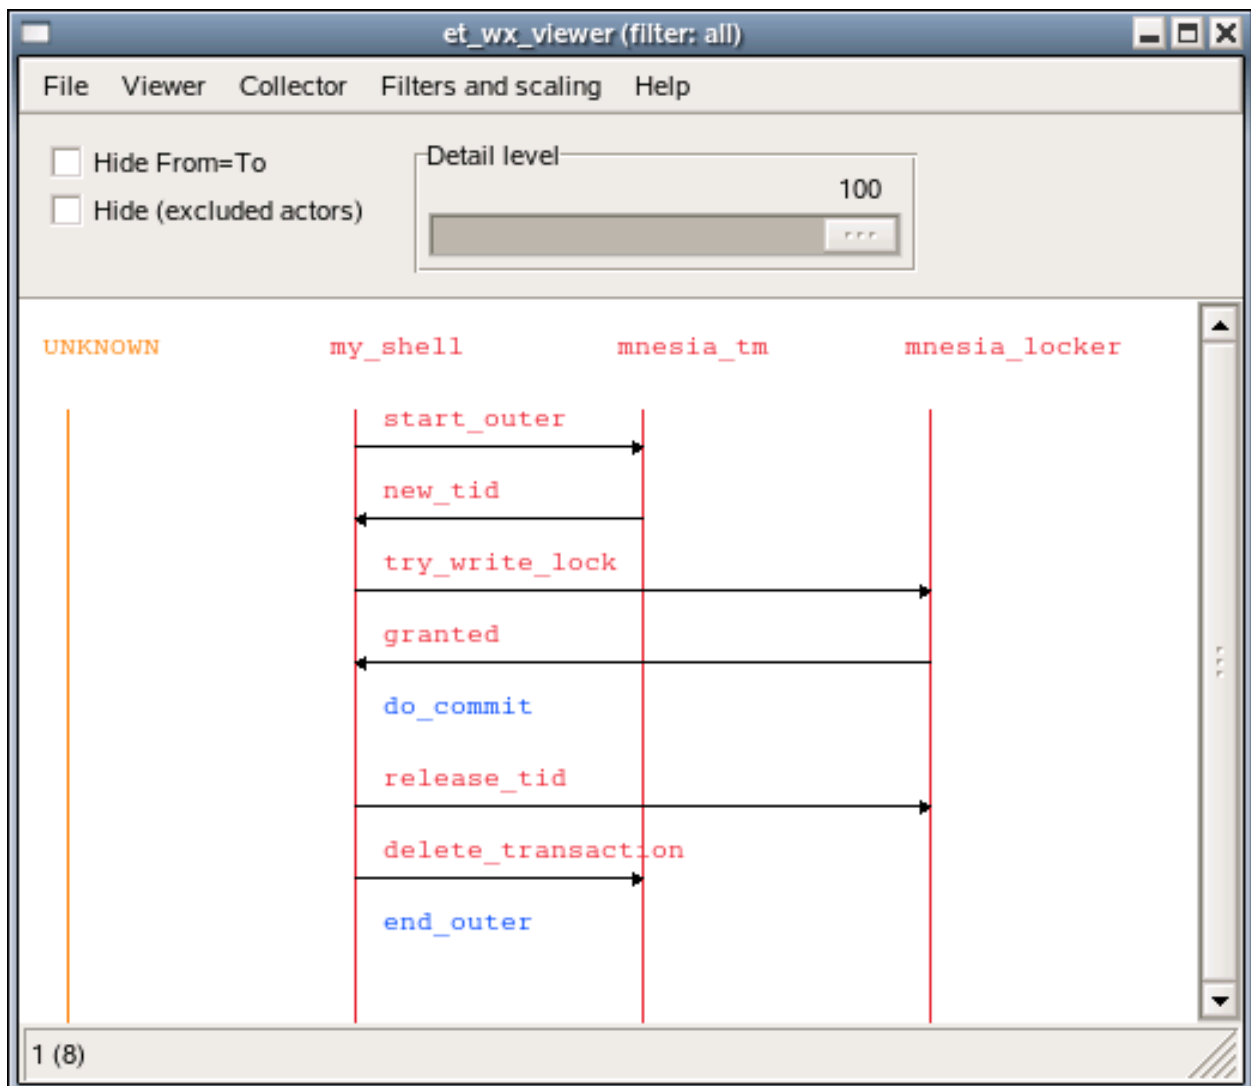 et_wx_viewer (filter: all)
File Viewer Collector Filters and scaling Help
Hide From=To
Hide (excluded actors)
Detail level
100
UNKNOWN my_shell mnesia_tm mnesia_locker
start_outer
new_tid
try_write_lock
granted
do_commit
release_tid
delete_transaction
end_outer
1 (8)